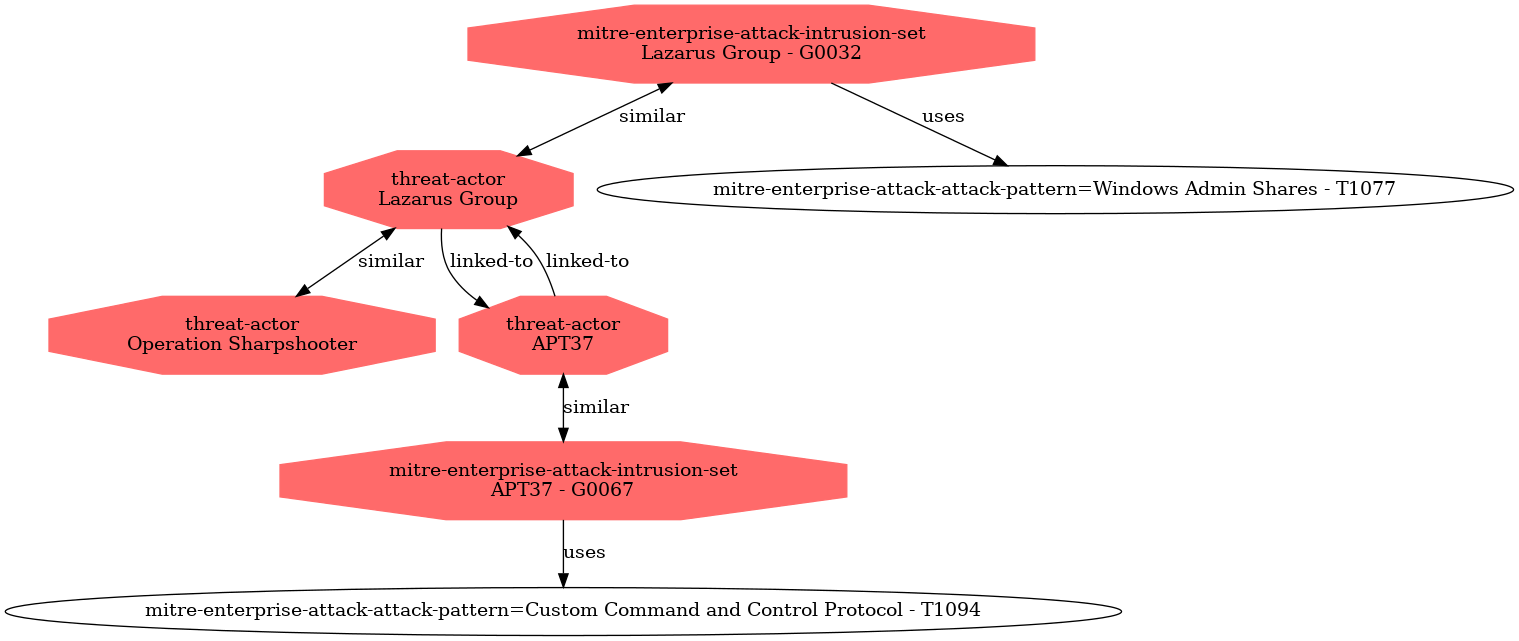 mitre-enterprise-attack-intrusion-set
Lazarus Group - G0032
similar
uses
threat-actor
Lazarus Group
mitre-enterprise-attack-attack-pattern=Windows Admin Shares - T1077
similar
linked-to
linked-to
threat-actor
Operation Sharpshooter
threat-actor
APT37
similar
mitre-enterprise-attack-intrusion-set
APT37 - G0067
uses
mitre-enterprise-attack-attack-pattern=Custom Command and Control Protocol - T1094